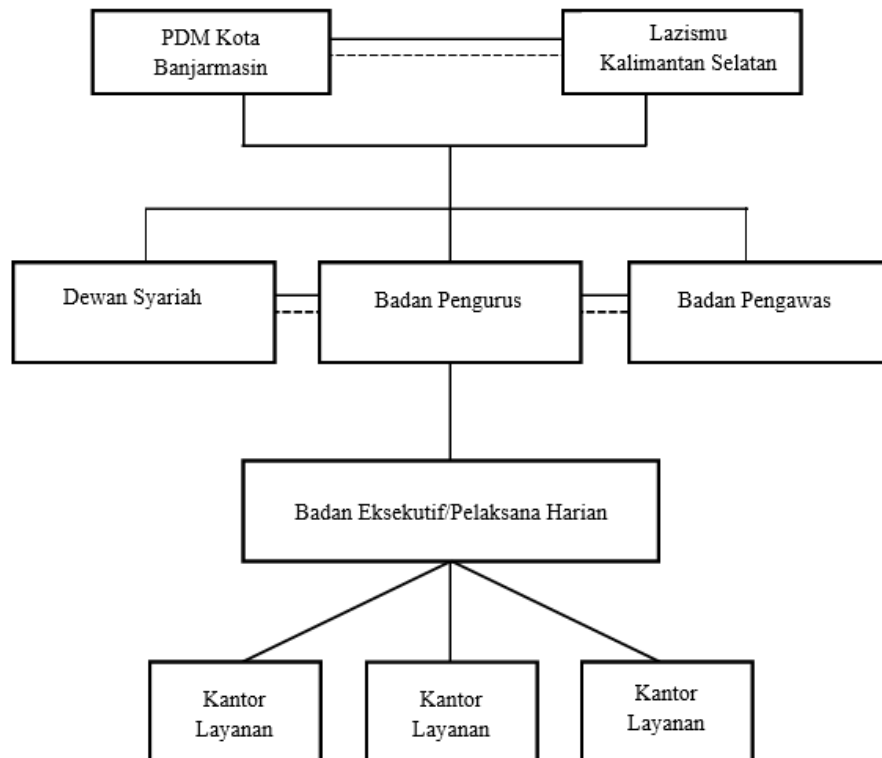 PDM Kota
Banjarmasin
Lazismu
Kalimantan Selatan
Dewan Syariah
Badan Pengurus
Badan Pengawas
Badan Eksekutif/Pelaksana Harian
Kantor
Layanan
Kantor
Layanan
Kantor
Layanan